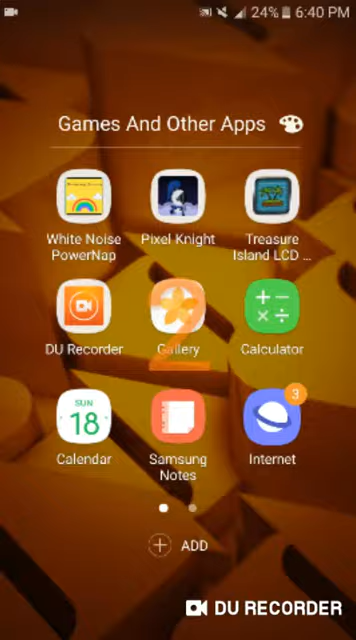 24% 6:40 PM
Games And Other Apps
White Noise PowerNap
Pixel Knight
Treasure Island LCD ...
DU Recorder
Gallery
2
Calculator
SUN
18
Calendar
Samsung Notes
3
Internet
ADD
DU RECORDER